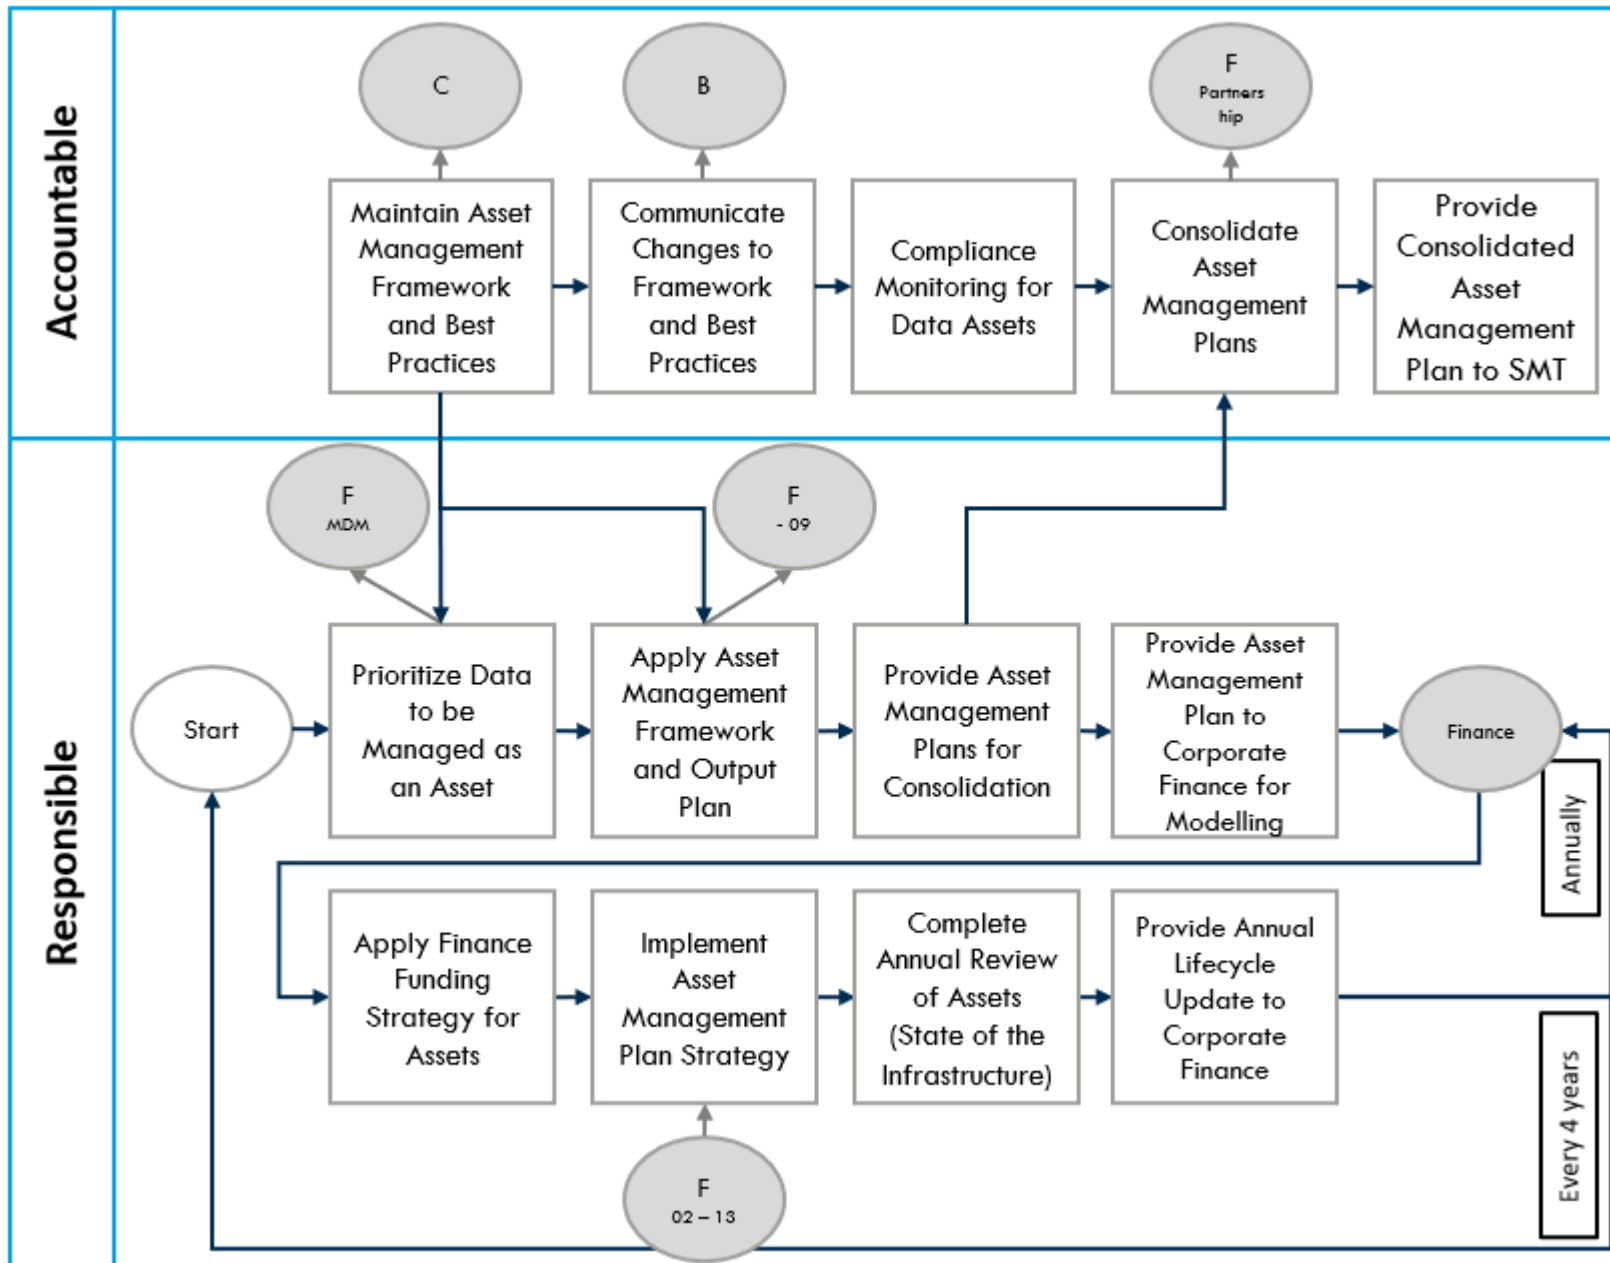 Accountable
C
B
F
Partners
hip
Maintain Asset
Management
Framework
and Best
Practices
Communicate
Changes to
Framework
and Best
Practices
Compliance
Monitoring for
Data Assets
Consolidate
Asset
Management
Plans
Provide
Consolidated
Asset
Management
Plan to SMT
Responsible
F
MDM
F
- 09
Start
Prioritize Data
to be
Managed as
an Asset
Apply Asset
Management
Framework
and Output
Plan
Provide Asset
Management
Plans for
Consolidation
Provide Asset
Management
Plan to
Corporate
Finance for
Modelling
Finance
Annually
Apply Finance
Funding
Strategy for
Assets
Implement
Asset
Management
Plan Strategy
Complete
Annual Review
of Assets
(State of the
Infrastructure)
Provide Annual
Lifecycle
Update to
Corporate
Finance
Every 4 years
F
02 – 13